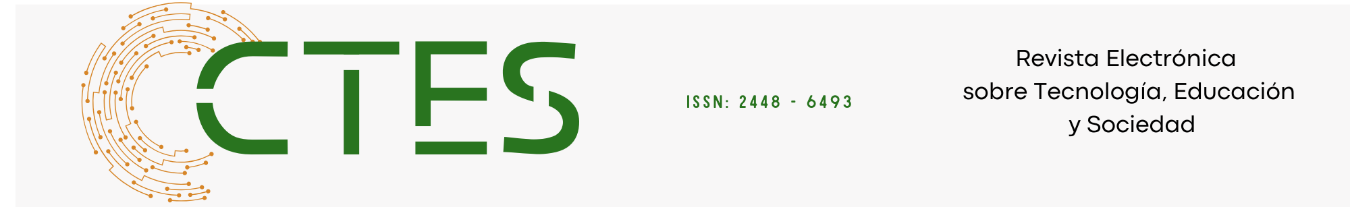 CTES
ISSN: 2448 - 6493
Revista Electrónica
sobre Tecnología, Educación
y Sociedad